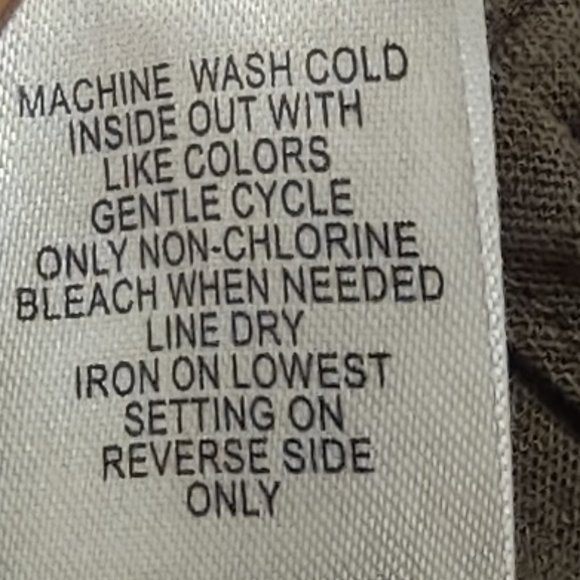 MACHINE WASH COLD
INSIDE OUT WITH
LIKE COLORS
GENTLE CYCLE
ONLY NON-CHLORINE
BLEACH WHEN NEEDED
LINE DRY
IRON ON LOWEST
SETTING ON
REVERSE SIDE
ONLY